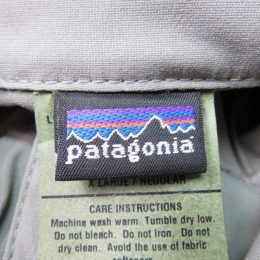 L
patagonia
X LARGE REGULAR
CARE INSTRUCTIONS
Machine wash warm. Tumble dry low.
Do not bleach. Do not iron. Do not
dry clean. Avoid the use of fabric
softeners.